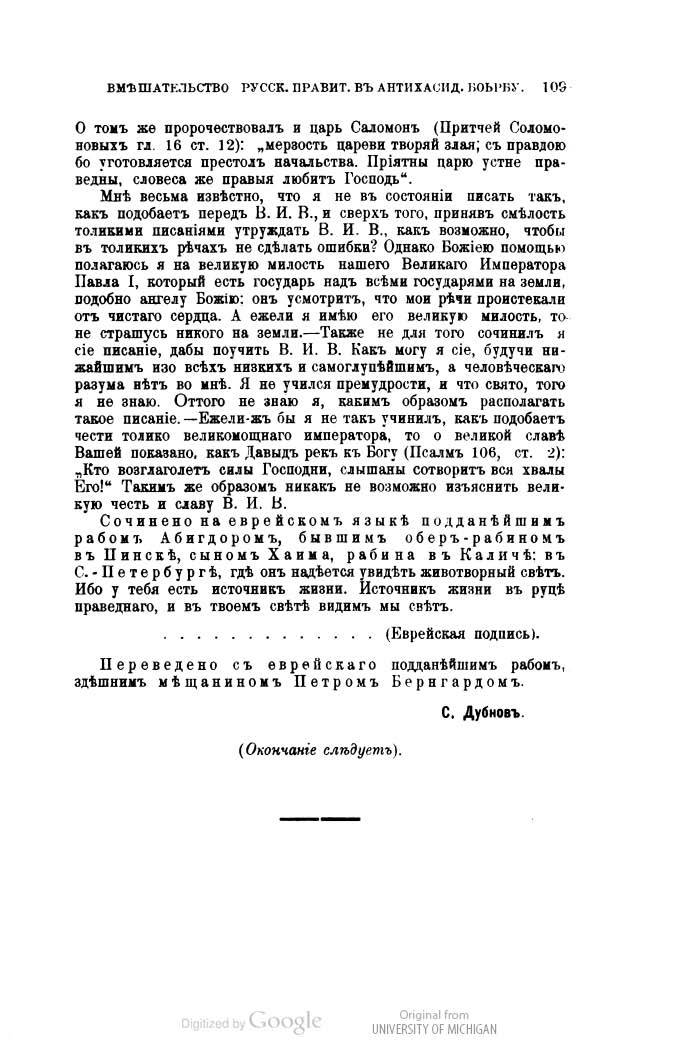 ВМѢШАТЕЛЬСТВО РУССК. ПРАВИТ. ВЪ АНТИХАСИД. БОЬРБУ. 109
О томъ же пророчествовалъ и царь Саломонъ (Притчей Соломо-
новыхъ гл. 16 ст. 12): „мерзость цареви творяй злая; съ правдою
бо уготовляется престолъ начальства. Пріятны царю устне пра-
ведны, словеса же правыя любитъ Господь“.
Мнѣ весьма извѣстно, что я не въ состояніи писать такъ,
какъ подобаетъ передъ В. И. В., и сверхъ того, принявъ смѣлость
толикими писаніями утруждать В. И. В., какъ возможно, чтобы
въ толикихъ рѣчахъ не сдѣлать ошибки? Однако Божіею помощью
полагаюсь я на великую милость нашего Великаго Императора
Павла I, который есть государь надъ всѣми государями на земли,
подобно ангелу Божію: онъ усмотритъ, что мои рѣчи проистекали
отъ чистаго сердца. А ежели я имѣю его великую милость, то
не страшусь никого на земли.—Также не для того сочинилъ я
сіе писаніе, дабы поучить В. И. В. Какъ могу я сіе, будучи ни-
жайшимъ изо всѣхъ низкихъ и самоглупѣйшимъ, а человѣческаго
разума нѣтъ во мнѣ. Я не учился премудрости, и что свято, того
я не знаю. Оттого не знаю я, какимъ образомъ располагать
такое писаніе.—Ежели-жъ бы я не такъ учинилъ, какъ подобаетъ
чести толико великомощнаго императора, то о великой славѣ
Вашей показано, какъ Давыдъ рекъ къ Богу (Псалмъ 106, ст. 2):
„Кто возглаголетъ силы Господни, слышаны сотворитъ вся хвалы
Его!“ Такимъ же образомъ никакъ не возможно изъяснить вели-
кую честь и славу В. И. В.
Сочинено на еврейскомъ языкѣ подданѣйшимъ
рабомъ Абигдоромъ, бывшимъ оберъ-рабиномъ
въ Пинскѣ, сыномъ Хаима, рабина въ Каличѣ: въ
С.-Петербургѣ, гдѣ онъ надѣется увидѣть животворный свѣтъ.
Ибо у тебя есть источникъ жизни. Источникъ жизни въ руцѣ
праведнаго, и въ твоемъ свѣтѣ видимъ мы свѣтъ.
. . . . . . . . . . . . . (Еврейская подпись).
Переведено съ еврейскаго подданѣйшимъ рабомъ,
здѣшнимъ мѣщаниномъ Петромъ Бернгардомъ.
С. Дубновъ.
(Окончаніе слѣдуетъ).
Digitized by Google
Original from
UNIVERSITY OF MICHIGAN